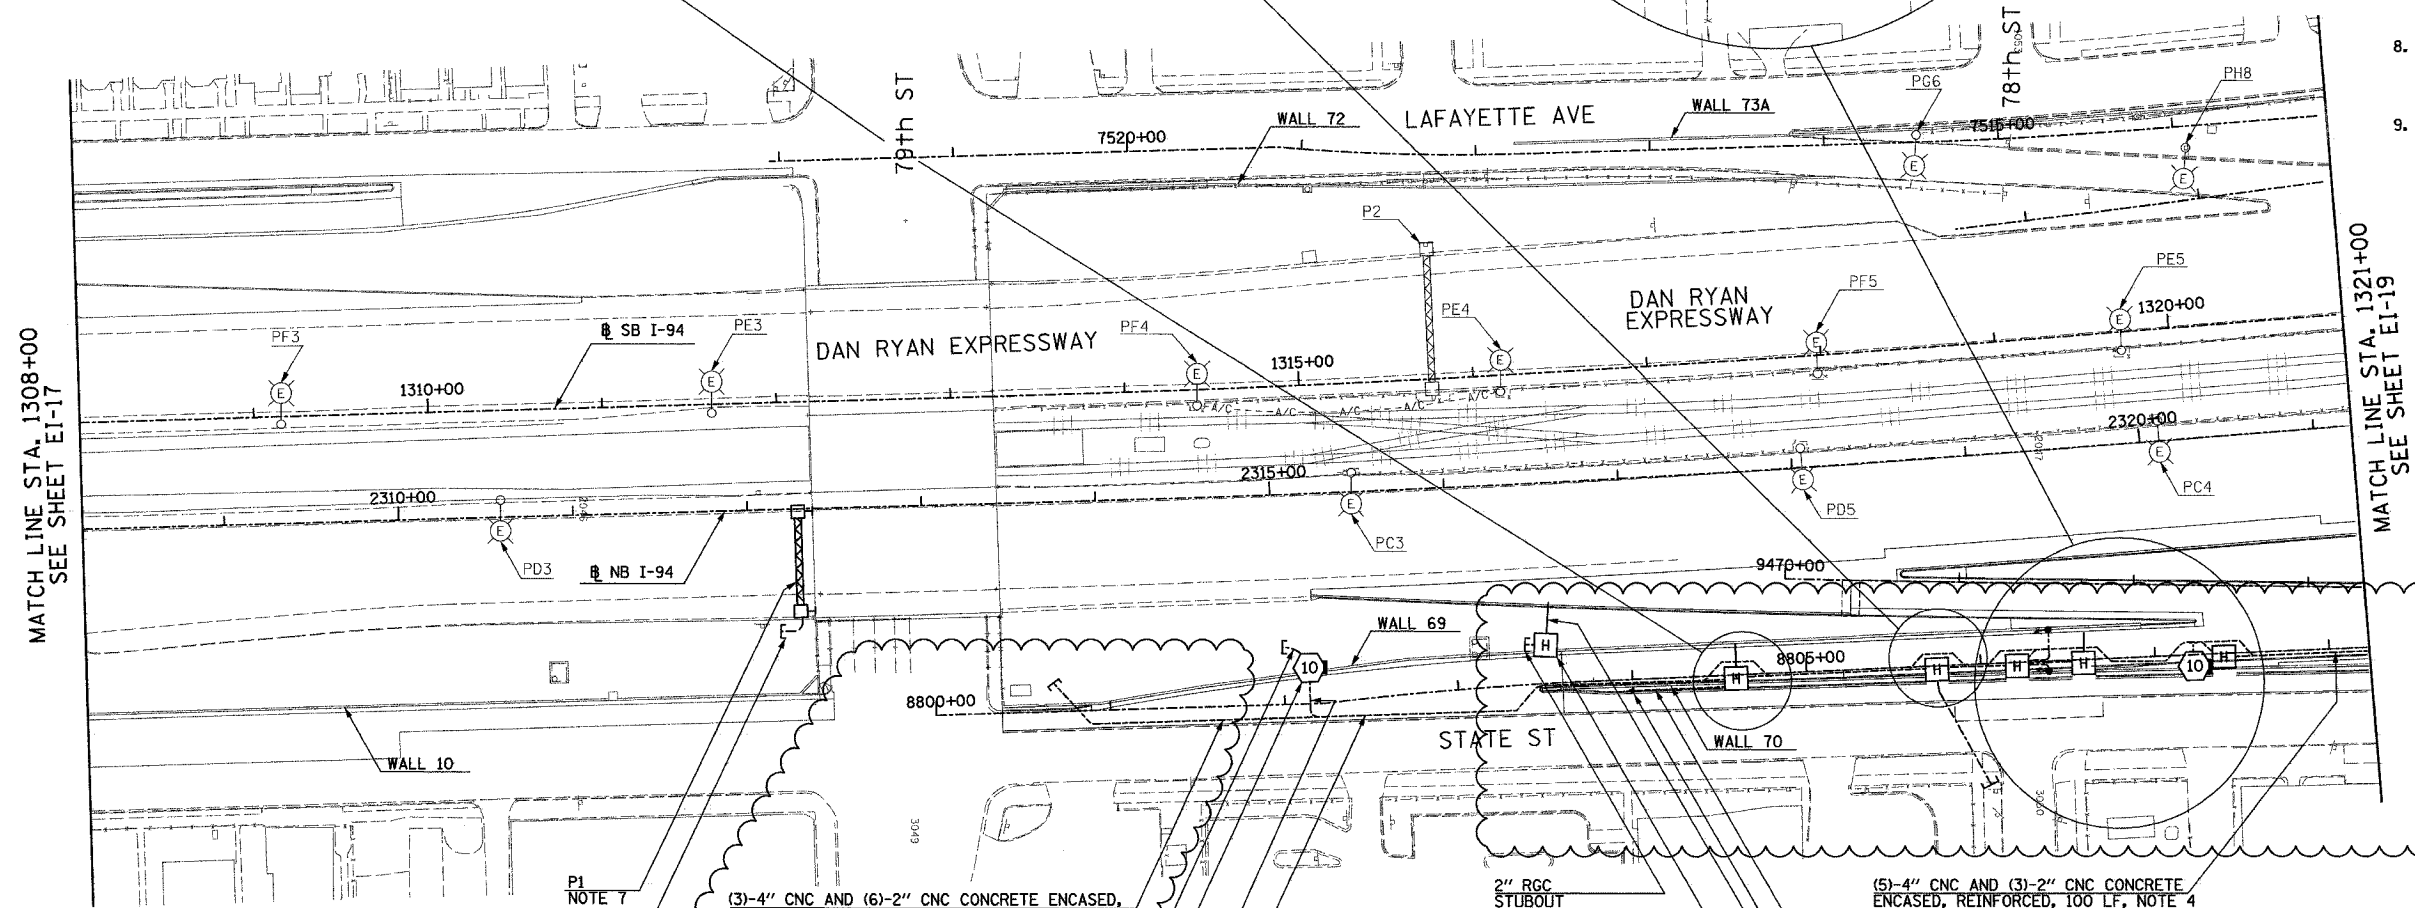 8.
9.
79th ST
78th ST
PG6
PH8
WALL 72
LAFAYETTE AVE
WALL 73A
7520+00
7515+00
P2
PE5
PF5
DAN RYAN
EXPRESSWAY
1320+00
MATCH LINE STA. 1308+00
SEE SHEET EI-17
MATCH LINE STA. 1321+00
SEE SHEET EI-19
PF3
E
℄ SB I-94
PE3
E
DAN RYAN EXPRESSWAY
PF4
E
PE4
E
E
E
E
E
1310+00
1315+00
A/C
A/C
A/C
A/C
2320+00
2310+00
2315+00
E
PD3
E
PC3
E
PD5
E
PC4
℄ NB I-94
9470+00
WALL 69
10
H
H
8805+00
H
H
H
10
H
8800+00
STATE ST
WALL 70
WALL 10
3043
P1
NOTE 7
(3)-4" CNC AND (6)-2" CNC CONCRETE ENCASED,
2" RGC
STUBOUT
(5)-4" CNC AND (3)-2" CNC CONCRETE
ENCASED, REINFORCED, 100 LF, NOTE 4